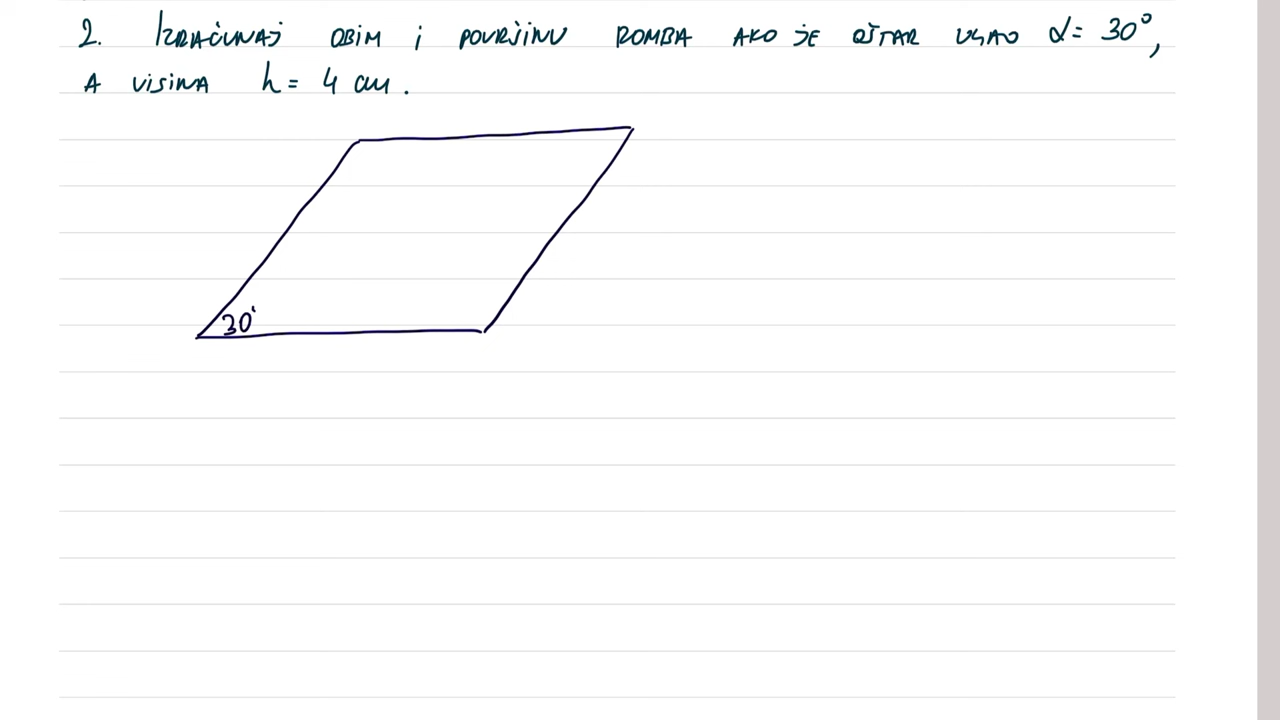 2. IZRAČUNAJ OBIM i POVRŠINU ROMBA AKO JE OŠTAR UGAO α = 30°,
A VISINA h = 4 cm.
30°